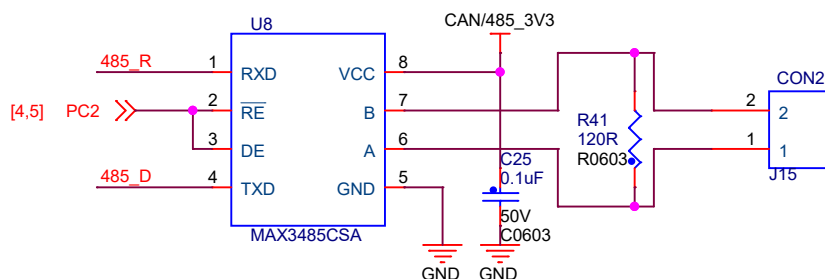 U8
CAN/485_3V3
485_R 1 RXD VCC 8
CON2
[4,5] PC2 2 RE B 7
2 2
R41
120R
R0603
3 DE A 6
1 1
J15
C25
0.1uF
485_D 4 TXD GND 5
50V
C0603
MAX3485CSA
GND GND